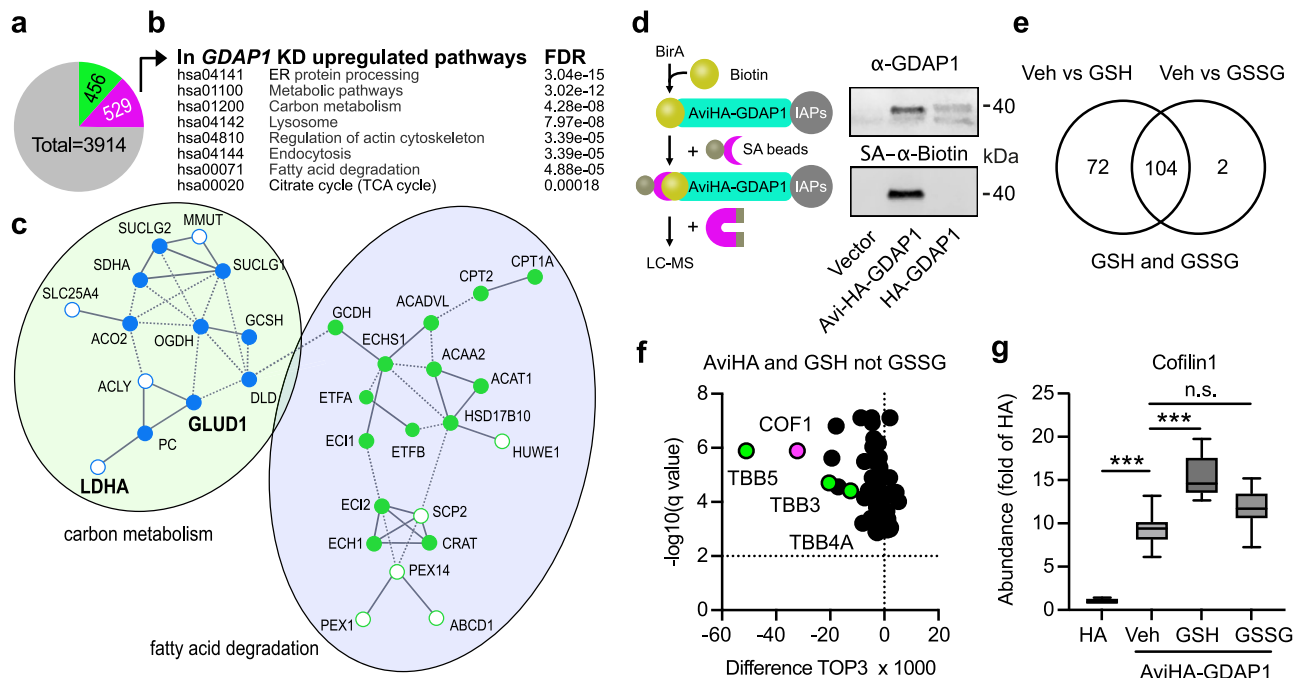 a
456
529
Total=3914
b
In GDAP1 KD upregulated pathways FDR
hsa04141 ER protein processing 3.04e-15
hsa01100 Metabolic pathways 3.02e-12
hsa01200 Carbon metabolism 4.28e-08
hsa04142 Lysosome 7.97e-08
hsa04810 Regulation of actin cytoskeleton 3.39e-05
hsa04144 Endocytosis 3.39e-05
hsa00071 Fatty acid degradation 4.88e-05
hsa00020 Citrate cycle (TCA cycle) 0.00018
c
MMUT
SUCLG2
SDHA
SUCLG1
SLC25A4
GCSH
ACO2
OGDH
ACLY
DLD
GLUD1
PC
LDHA
carbon metabolism
CPT1A
CPT2
ACADVL
GCDH
ECHS1
ACAA2
ACAT1
ETFA
HSD17B10
ECI1
ETFB
HUWE1
ECI2
SCP2
ECH1
CRAT
PEX14
PEX1
ABCD1
fatty acid degradation
d
BirA
Biotin
AviHA-GDAP1 IAPs
+ SA beads
AviHA-GDAP1 IAPs
+
LC-MS
α-GDAP1
-40
SA-α-Biotin kDa
-40
Vector
Avi-HA-GDAP1
HA-GDAP1
e
Veh vs GSH Veh vs GSSG
72 104 2
GSH and GSSG
f
AviHA and GSH not GSSG
-log10(q value)
8
6
4
2
0
COF1
TBB5
TBB3
TBB4A
-60 -40 -20 0 20
Difference TOP3 x 1000
g
Cofilin1
Abundance (fold of HA)
25
20
15
10
5
0
n.s.
***
***
HA Veh GSH GSSG
AviHA-GDAP1